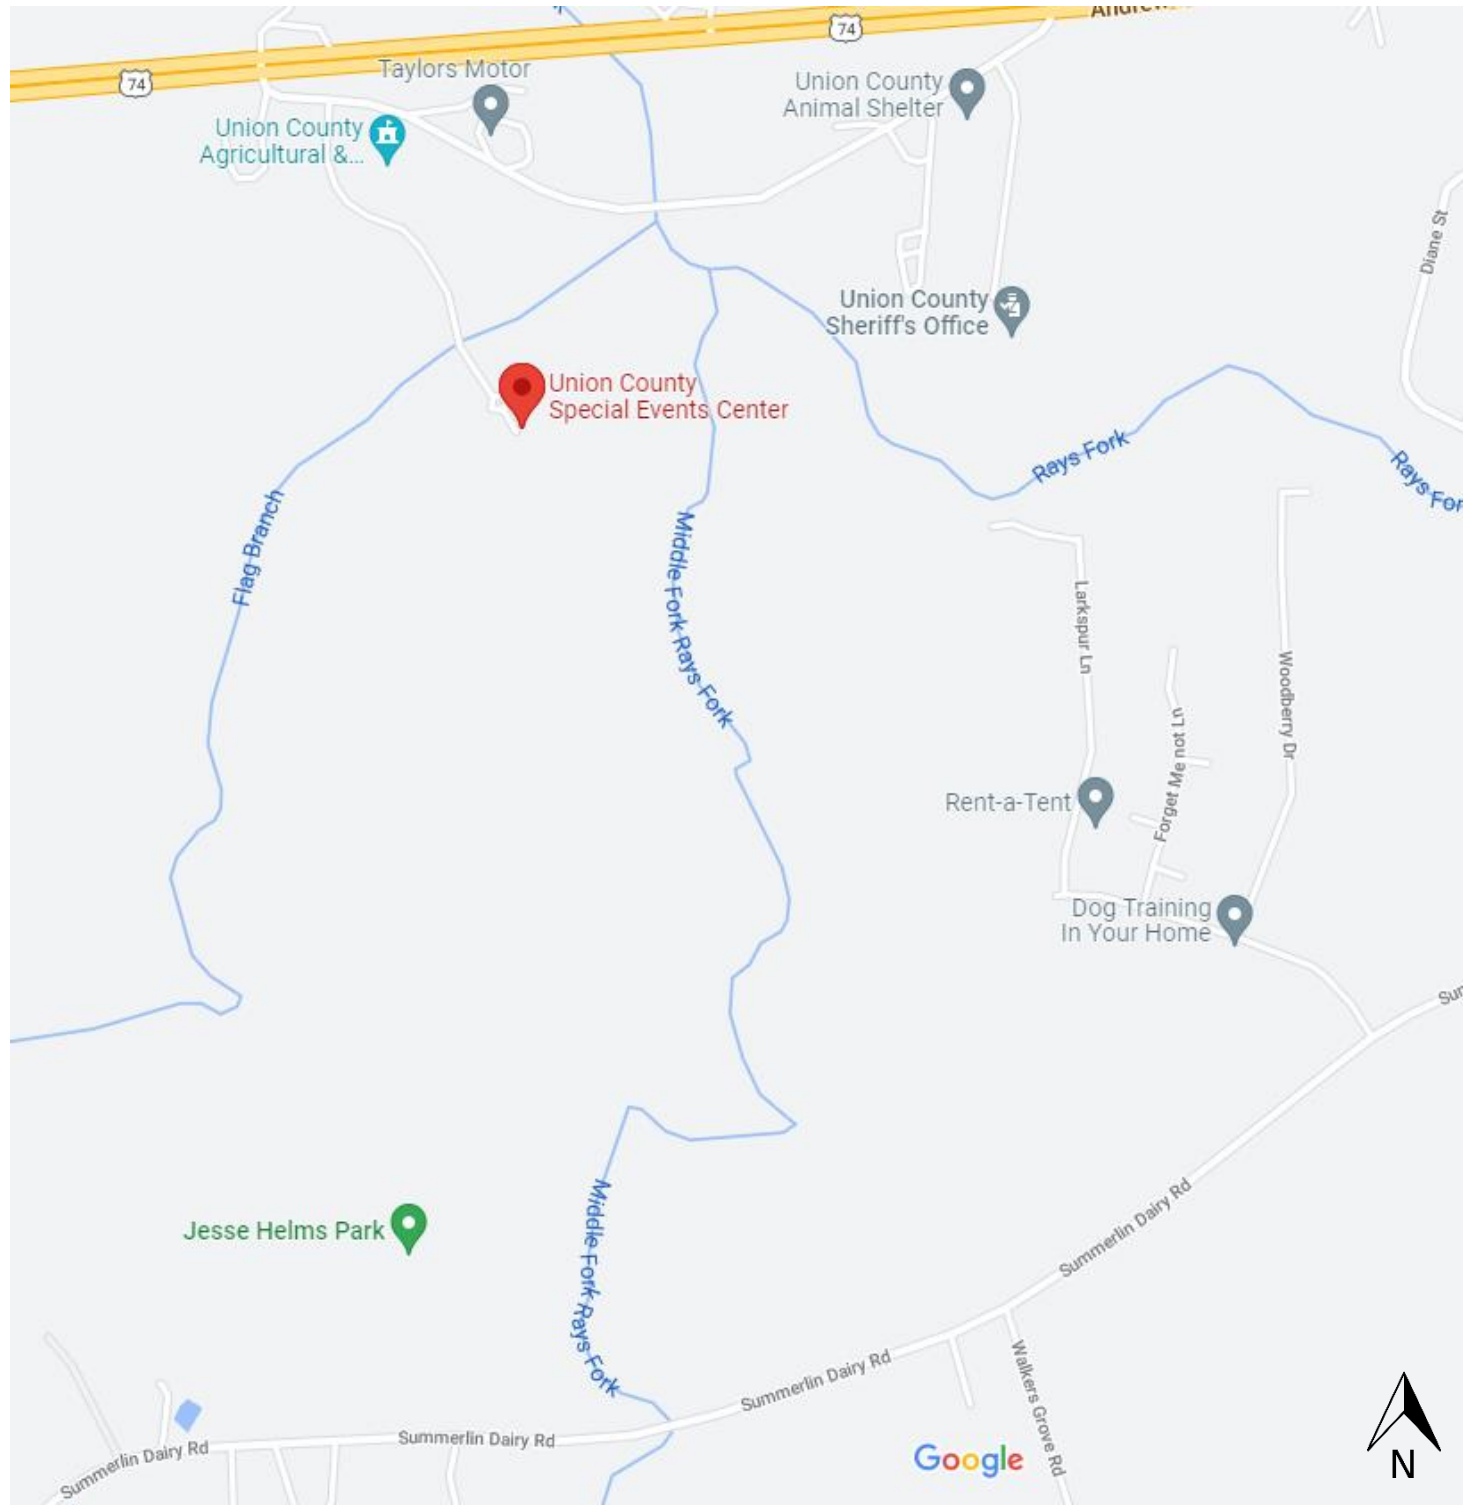 74
Andrew
74
Taylors Motor
Union County
Animal Shelter
Union County
Agricultural &...
Diane St
Union County
Sheriff's Office
Union County
Special Events Center
Rays Fork
Rays For
Flag Branch
Middle Fork Rays Fork
Larkspur Ln
Woodberry Dr
Forget Me not Ln
Rent-a-Tent
Dog Training
In Your Home
Sur
Middle Fork Rays Fork
Summerlin Dairy Rd
Jesse Helms Park
Summerlin Dairy Rd
Walkers Grove Rd
Summerlin Dairy Rd
Summerlin Dairy Rd
Google
N